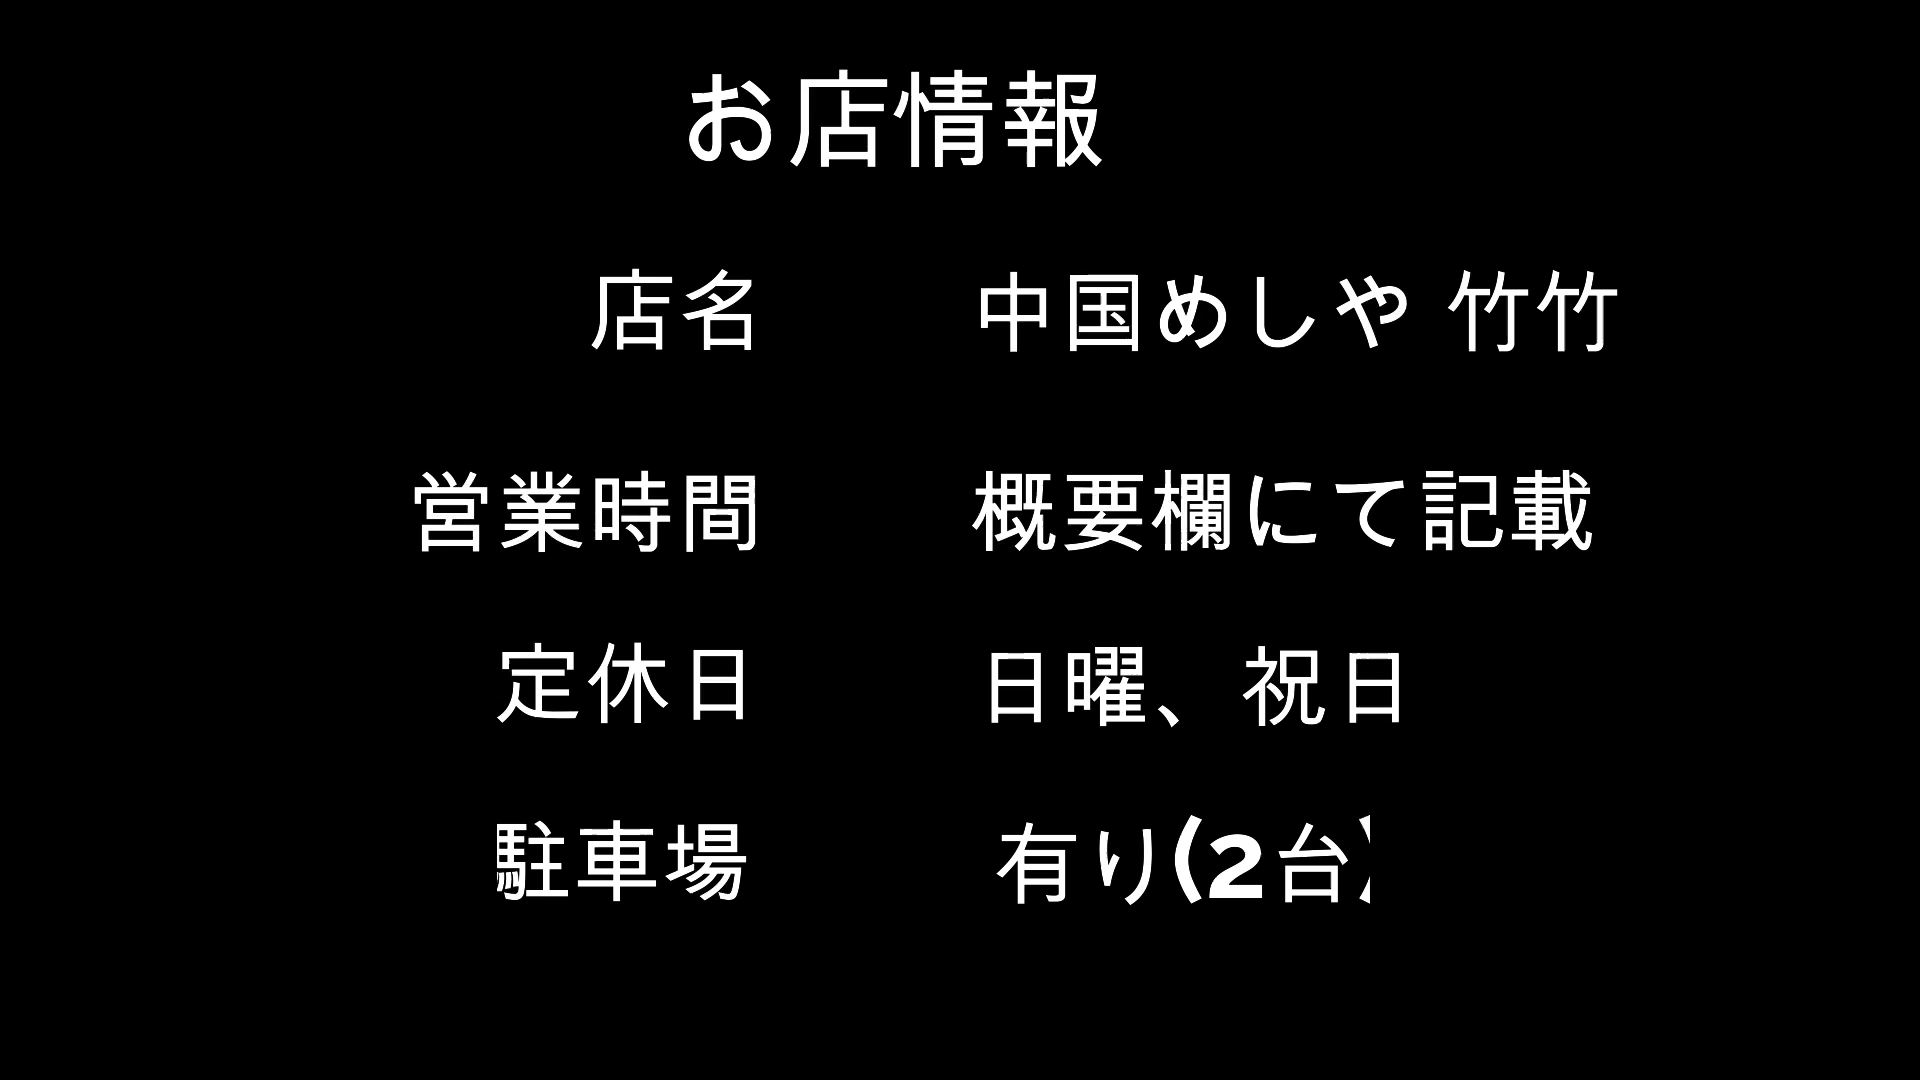 お店情報
店名 中国めしや 竹竹
営業時間 概要欄にて記載
定休日 日曜、祝日
駐車場 有り(2台)